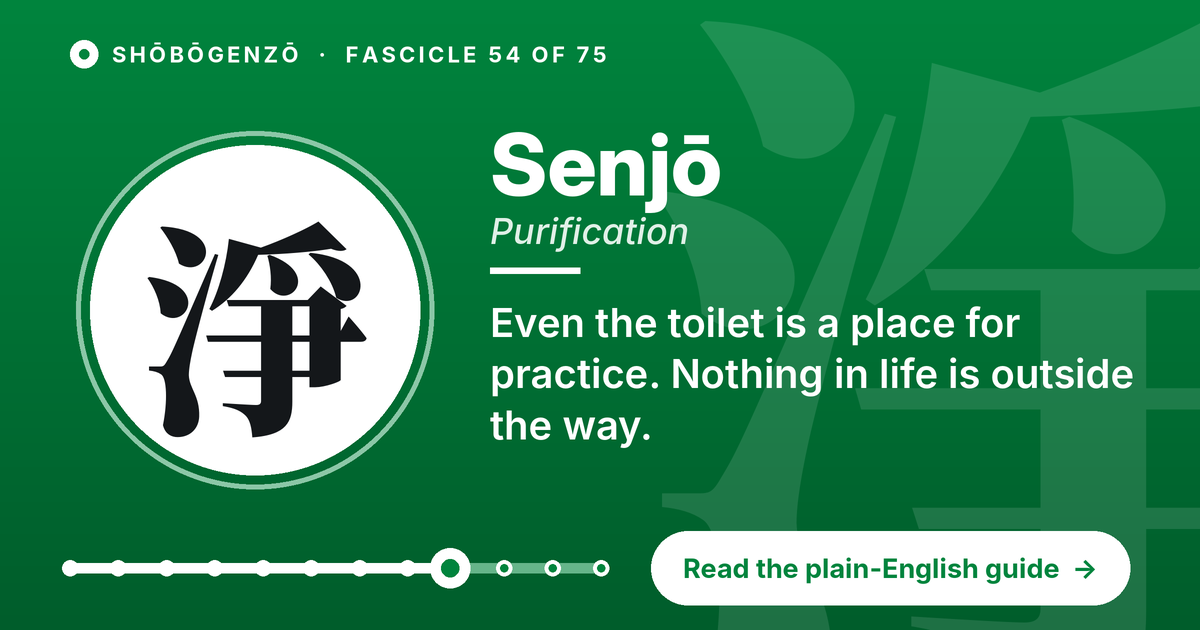 SHŌBŌGENZŌ · FASCICLE 54 OF 75
淨
Senjō
Purification
Even the toilet is a place for
practice. Nothing in life is outside
the way.
Read the plain-English guide →